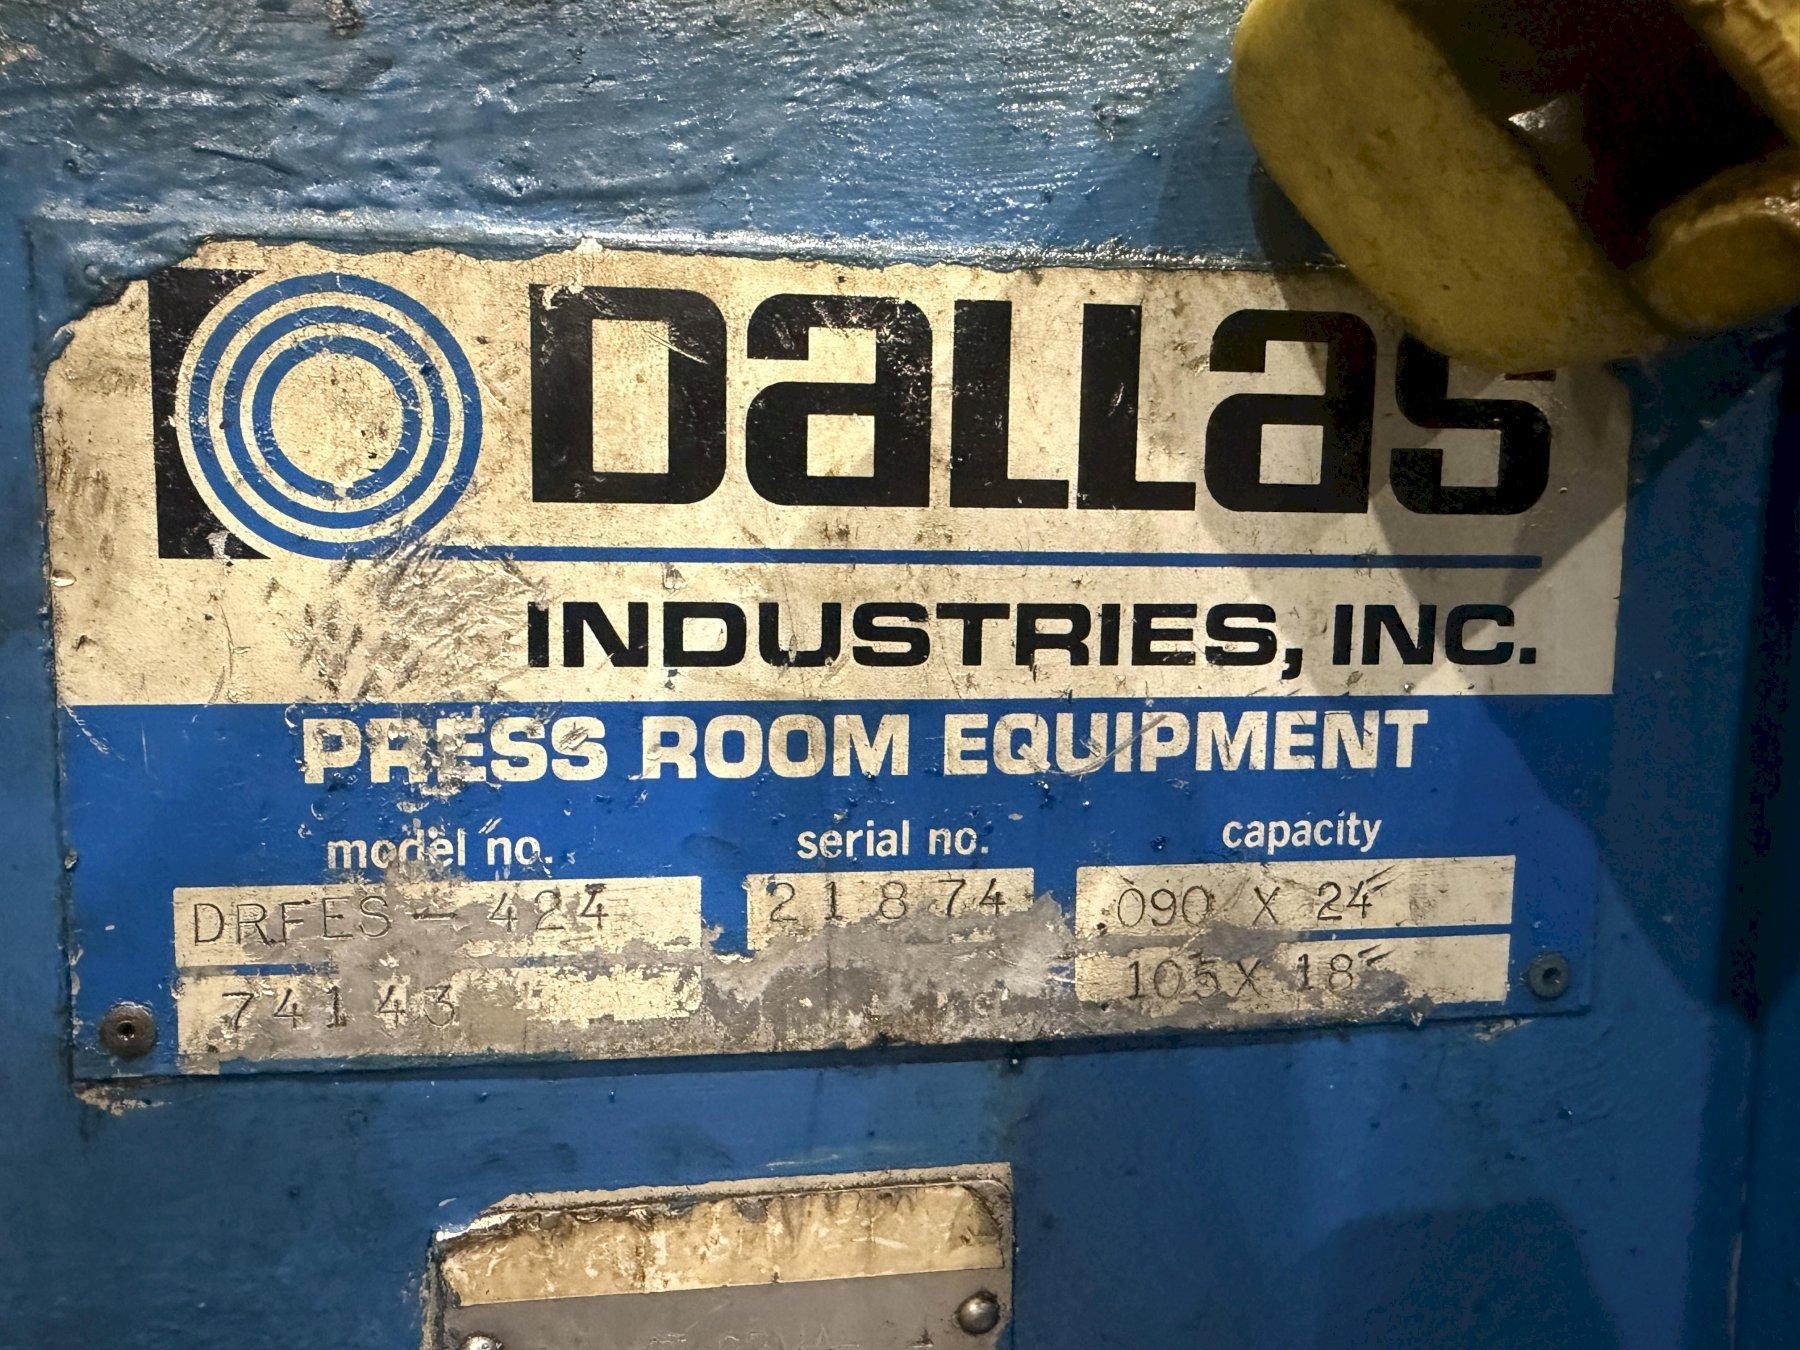 Dallas
INDUSTRIES, INC.
PRESS ROOM EQUIPMENT
model no. serial no. capacity
DRFES - 424 21874 .090 X 24"
74143 .105 X 18"